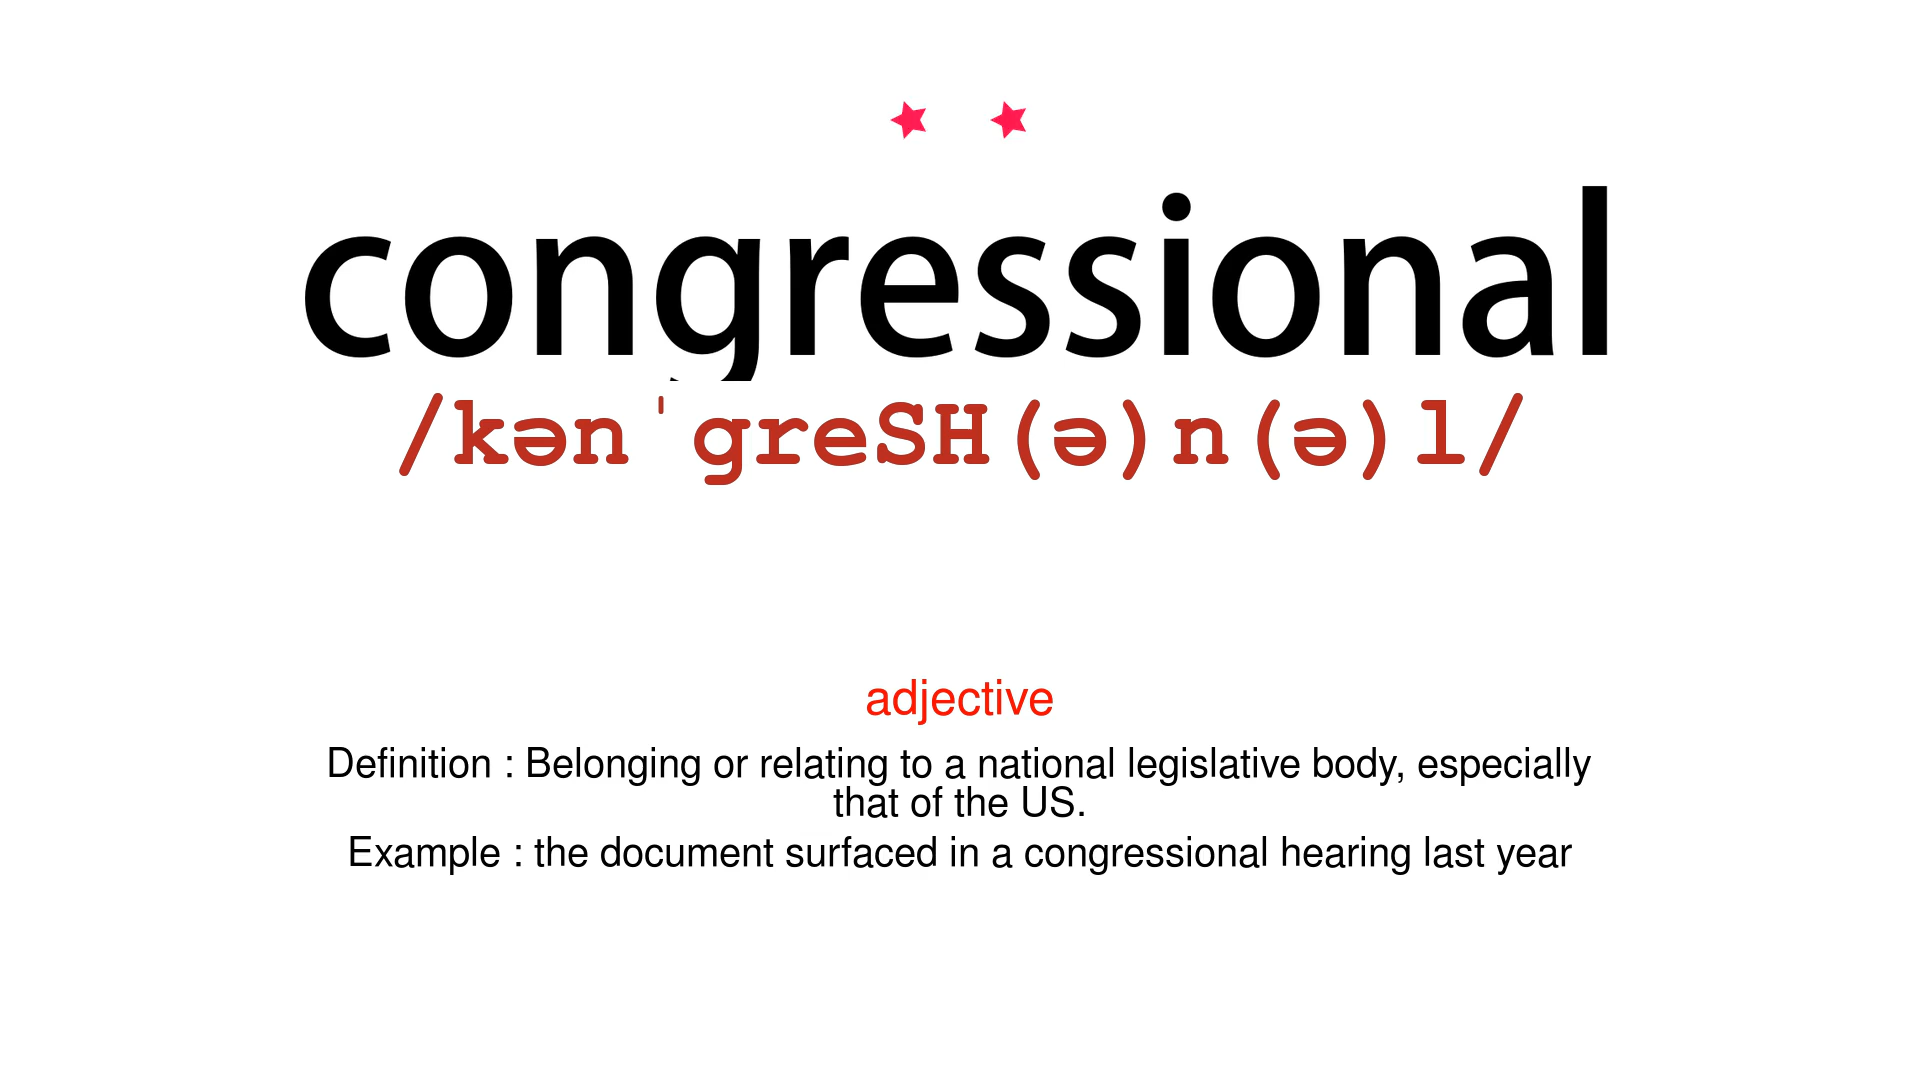 congressional
/kənˈgreSH(ə)n(ə)l/
adjective
Definition : Belonging or relating to a national legislative body, especially
that of the US.
Example : the document surfaced in a congressional hearing last year